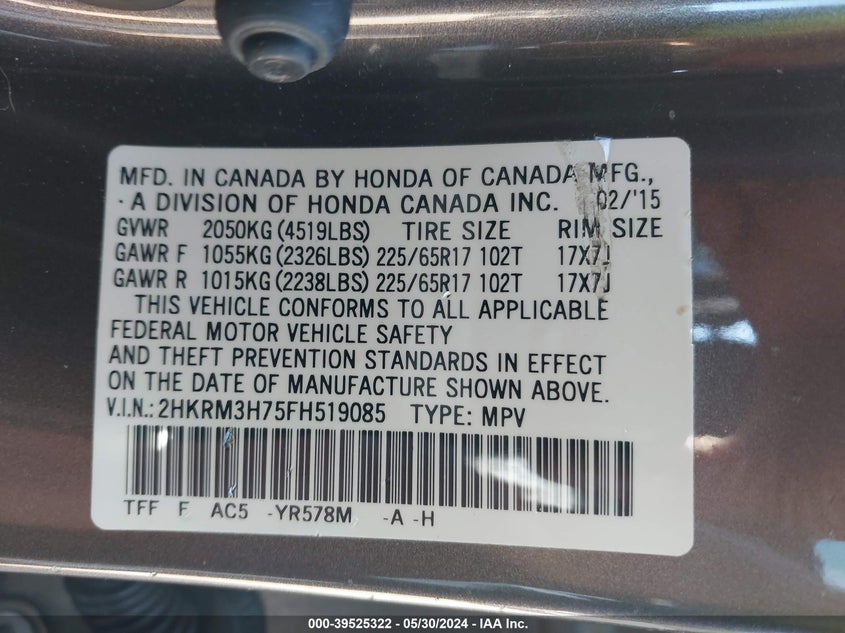 MFD. IN CANADA BY HONDA OF CANADA MFG.,
- A DIVISION OF HONDA CANADA INC. 02/'15
GVWR 2050KG (4519LBS) TIRE SIZE RIM SIZE
GAWR F 1055KG (2326LBS) 225/65R17 102T 17X7J
GAWR R 1015KG (2238LBS) 225/65R17 102T 17X7J
THIS VEHICLE CONFORMS TO ALL APPLICABLE
FEDERAL MOTOR VEHICLE SAFETY
AND THEFT PREVENTION STANDARDS IN EFFECT
ON THE DATE OF MANUFACTURE SHOWN ABOVE.
V.I.N.: 2HKRM3H75FH519085 TYPE: MPV
TFF F AC5 -YR578M -A -H
000-39525322 - 05/30/2024 - IAA Inc.